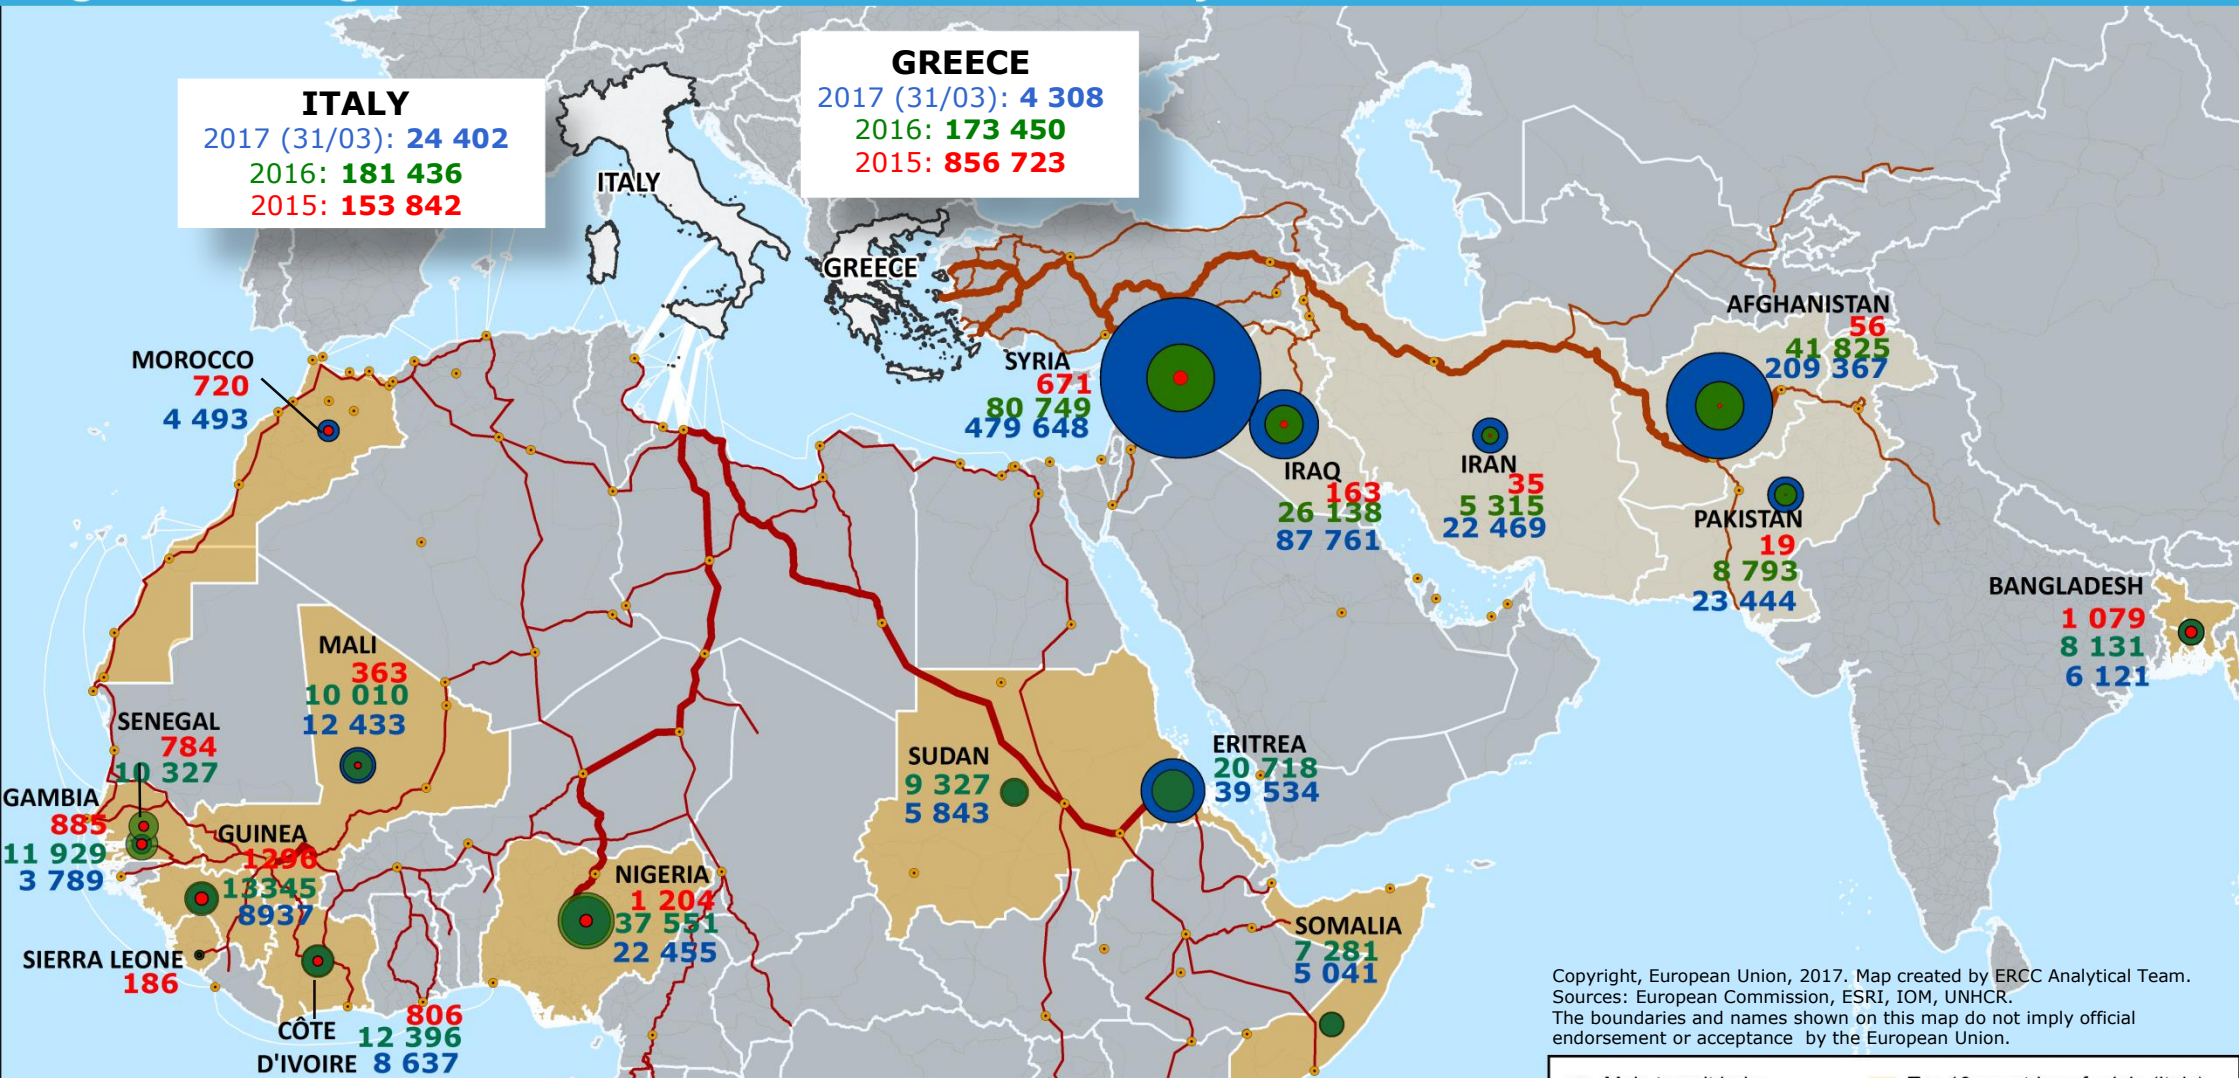 ITALY
2017 (31/03): 24 402
2016: 181 436
2015: 153 842
GREECE
2017 (31/03): 4 308
2016: 173 450
2015: 856 723
ITALY
GREECE
MOROCCO
720
4 493
SYRIA
671
80 749
479 648
IRAQ
163
26 138
87 761
IRAN
35
5 315
22 469
AFGHANISTAN
56
41 825
209 367
PAKISTAN
19
8 793
23 444
BANGLADESH
1 079
8 131
6 121
MALI
363
10 010
12 433
SENEGAL
784
10 327
GAMBIA
885
11 929
3 789
GUINEA
1296
13345
8937
SIERRA LEONE
186
CÔTE
D'IVOIRE
806
12 396
8 637
NIGERIA
1 204
37 551
22 455
SUDAN
9 327
5 843
ERITREA
20 718
39 534
SOMALIA
7 281
5 041
Copyright, European Union, 2017. Map created by ERCC Analytical Team.
Sources: European Commission, ESRI, IOM, UNHCR.
The boundaries and names shown on this map do not imply official
endorsement or acceptance by the European Union.